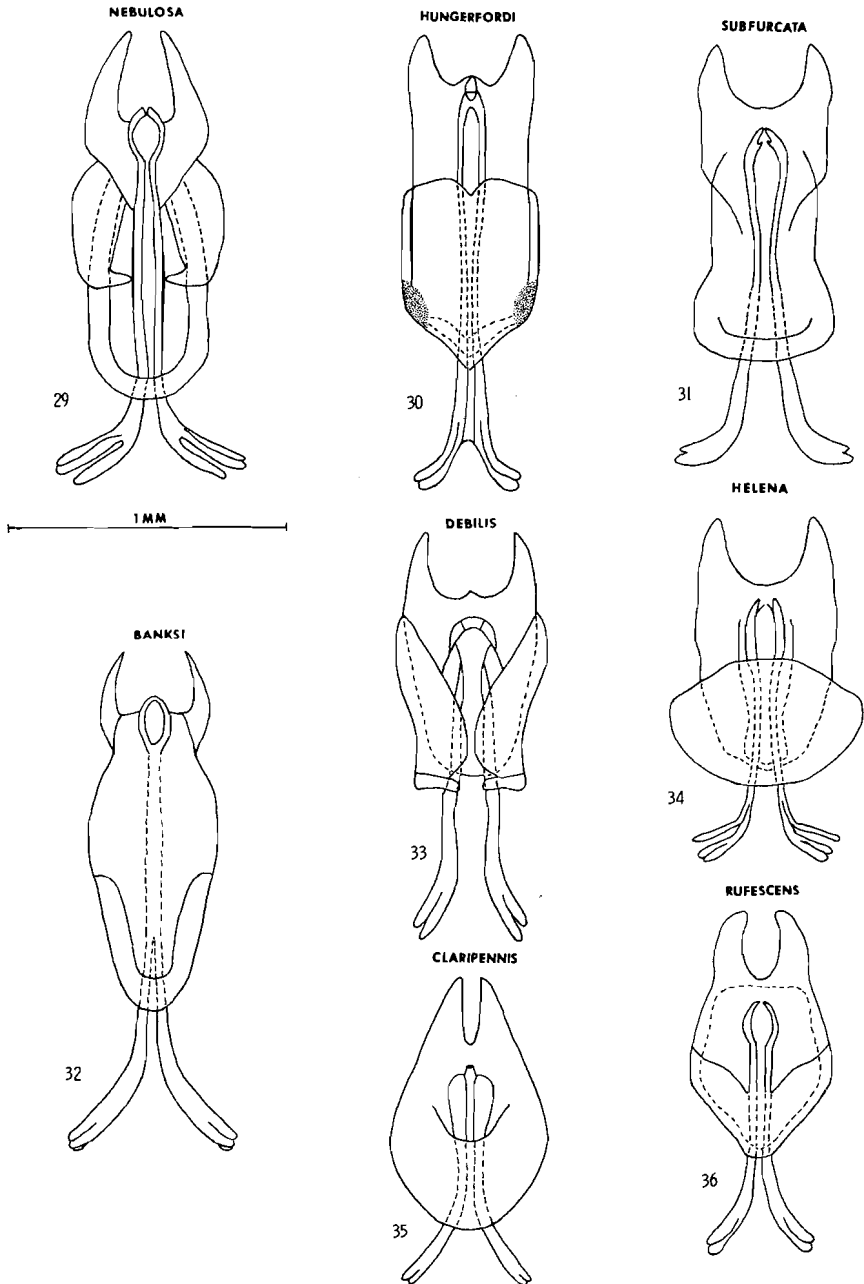 NEBULOSA
HUNGERFORDI
SUBFURCATA
29
30
31
1 MM
DEBILIS
HELENA
BANKSI
33
34
CLARIPENNIS
RUFESCENS
32
35
36